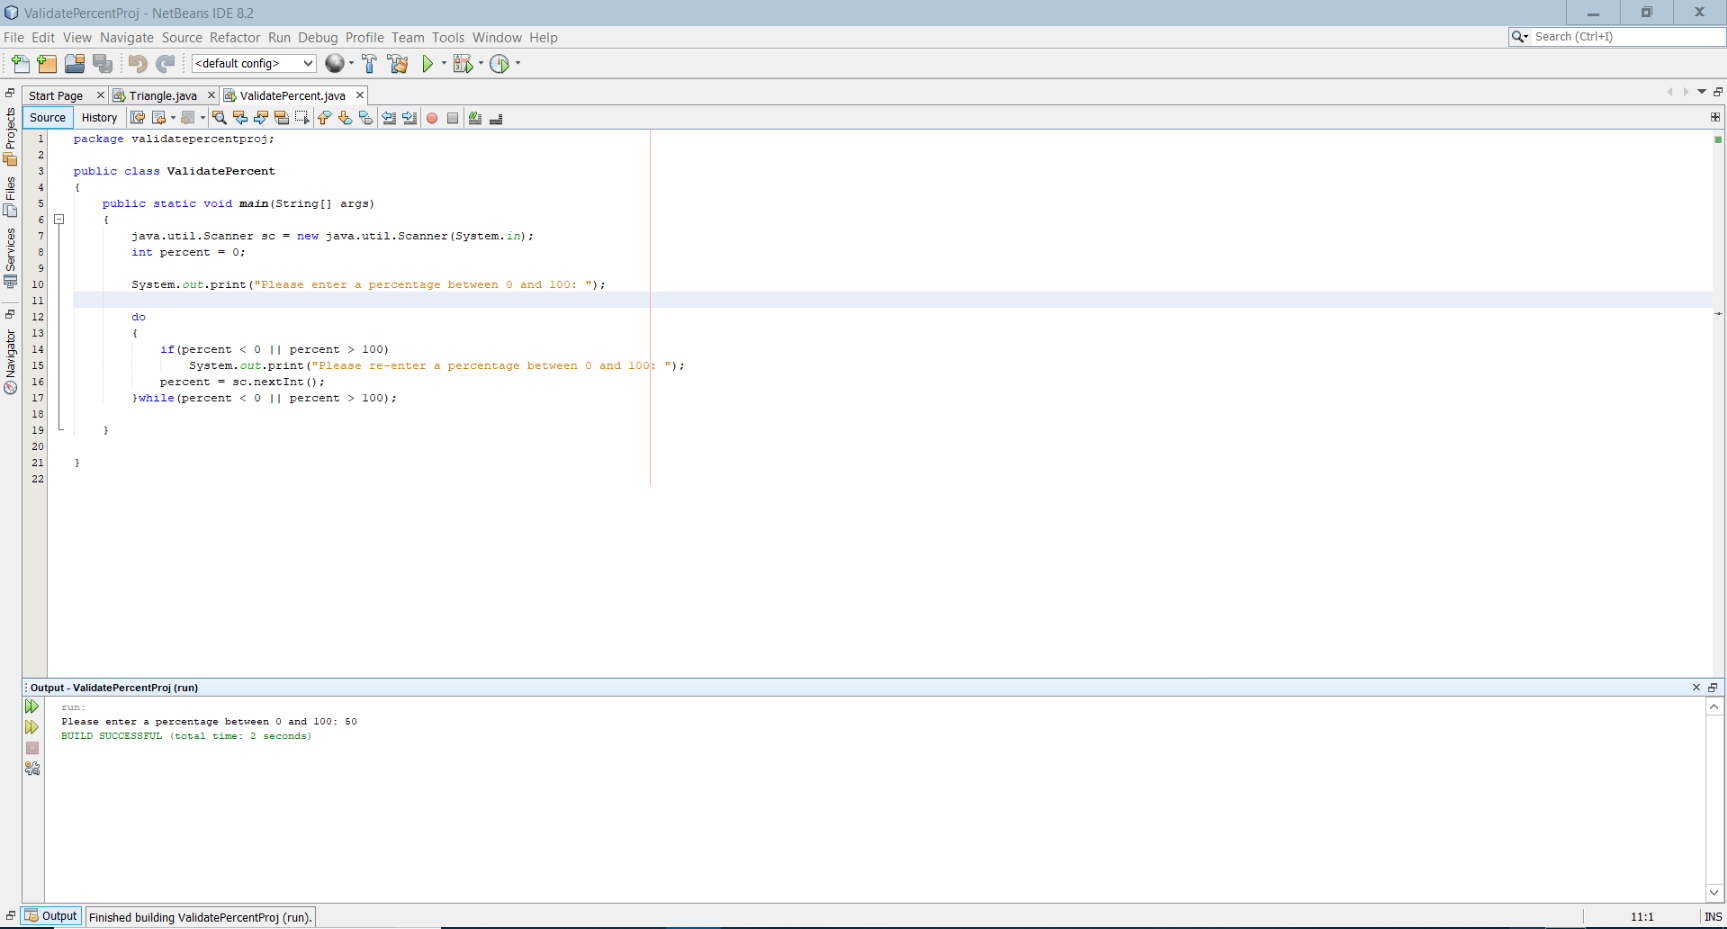 ValidatePercentProj - NetBeans IDE 8.2
File Edit View Navigate Source Refactor Run Debug Profile Team Tools Window Help
Search (Ctrl+I)
<default config>
Start Page
Triangle.java
ValidatePercent.java
Source History
Projects
Files
Services
Navigator
1 package validatepercentproj;
2
3 public class ValidatePercent
4 {
5 public static void main(String[] args)
6 {
7 java.util.Scanner sc = new java.util.Scanner(System.in);
8 int percent = 0;
9
10 System.out.print("Please enter a percentage between 0 and 100: ");
11
12 do
13 {
14 if(percent < 0 || percent > 100)
15 System.out.print("Please re-enter a percentage between 0 and 100: ");
16 percent = sc.nextInt();
17 }while(percent < 0 || percent > 100);
18
19 }
20
21 }
22
Output - ValidatePercentProj (run)
run:
Please enter a percentage between 0 and 100: 50
BUILD SUCCESSFUL (total time: 2 seconds)
Output
Finished building ValidatePercentProj (run).
11:1
INS